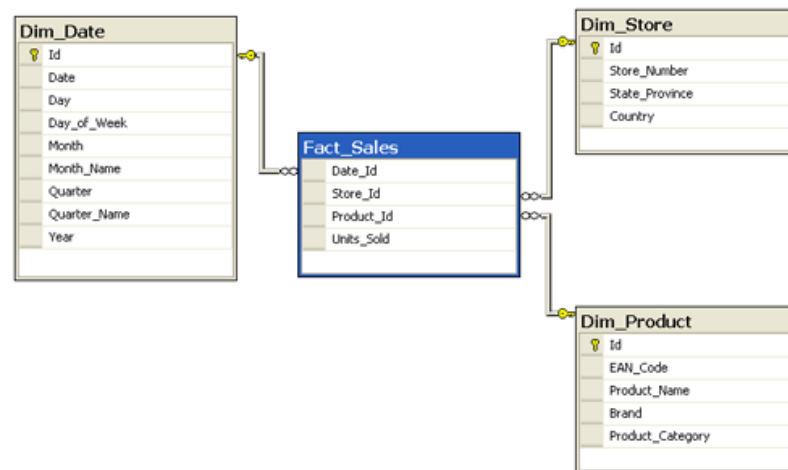 Dim_Date
Id
Date
Day
Day_of_Week
Month
Month_Name
Quarter
Quarter_Name
Year
Fact_Sales
Date_Id
Store_Id
Product_Id
Units_Sold
Dim_Store
Id
Store_Number
State_Province
Country
Dim_Product
Id
EAN_Code
Product_Name
Brand
Product_Category